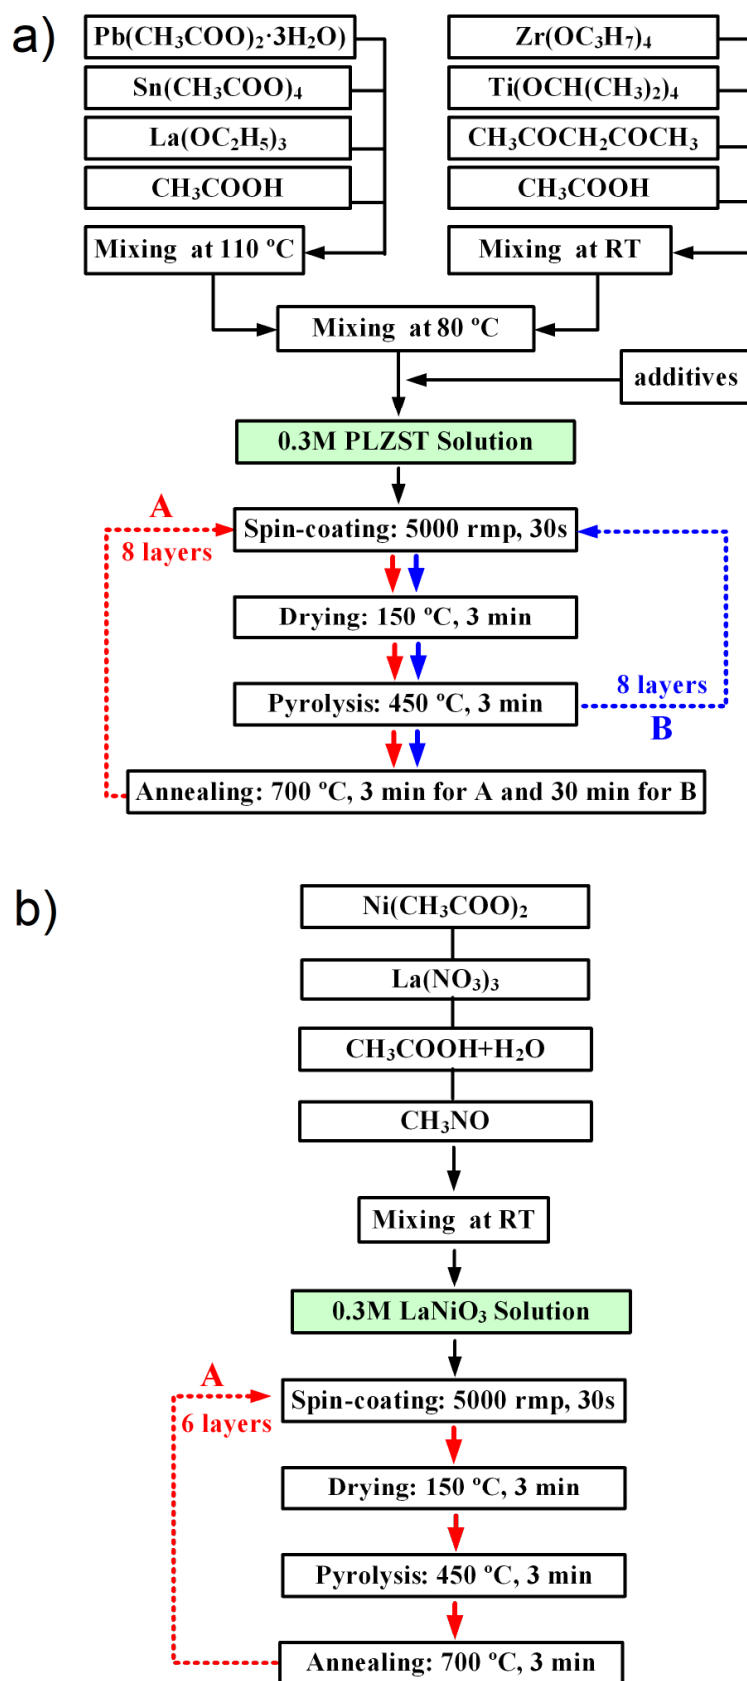 a)
Pb(CH₃COO)₂·3H₂O)
Sn(CH₃COO)₄
La(OC₂H₅)₃
CH₃COOH
Mixing at 110 ºC
Zr(OC₃H₇)₄
Ti(OCH(CH₃)₂)₄
CH₃COCH₂COCH₃
CH₃COOH
Mixing at RT
Mixing at 80 ºC
additives
0.3M PLZST Solution
A
8 layers
Spin-coating: 5000 rmp, 30s
Drying: 150 ºC, 3 min
Pyrolysis: 450 ºC, 3 min
8 layers
B
Annealing: 700 ºC, 3 min for A and 30 min for B
b)
Ni(CH₃COO)₂
La(NO₃)₃
CH₃COOH+H₂O
CH₃NO
Mixing at RT
0.3M LaNiO₃ Solution
A
6 layers
Spin-coating: 5000 rmp, 30s
Drying: 150 ºC, 3 min
Pyrolysis: 450 ºC, 3 min
Annealing: 700 ºC, 3 min